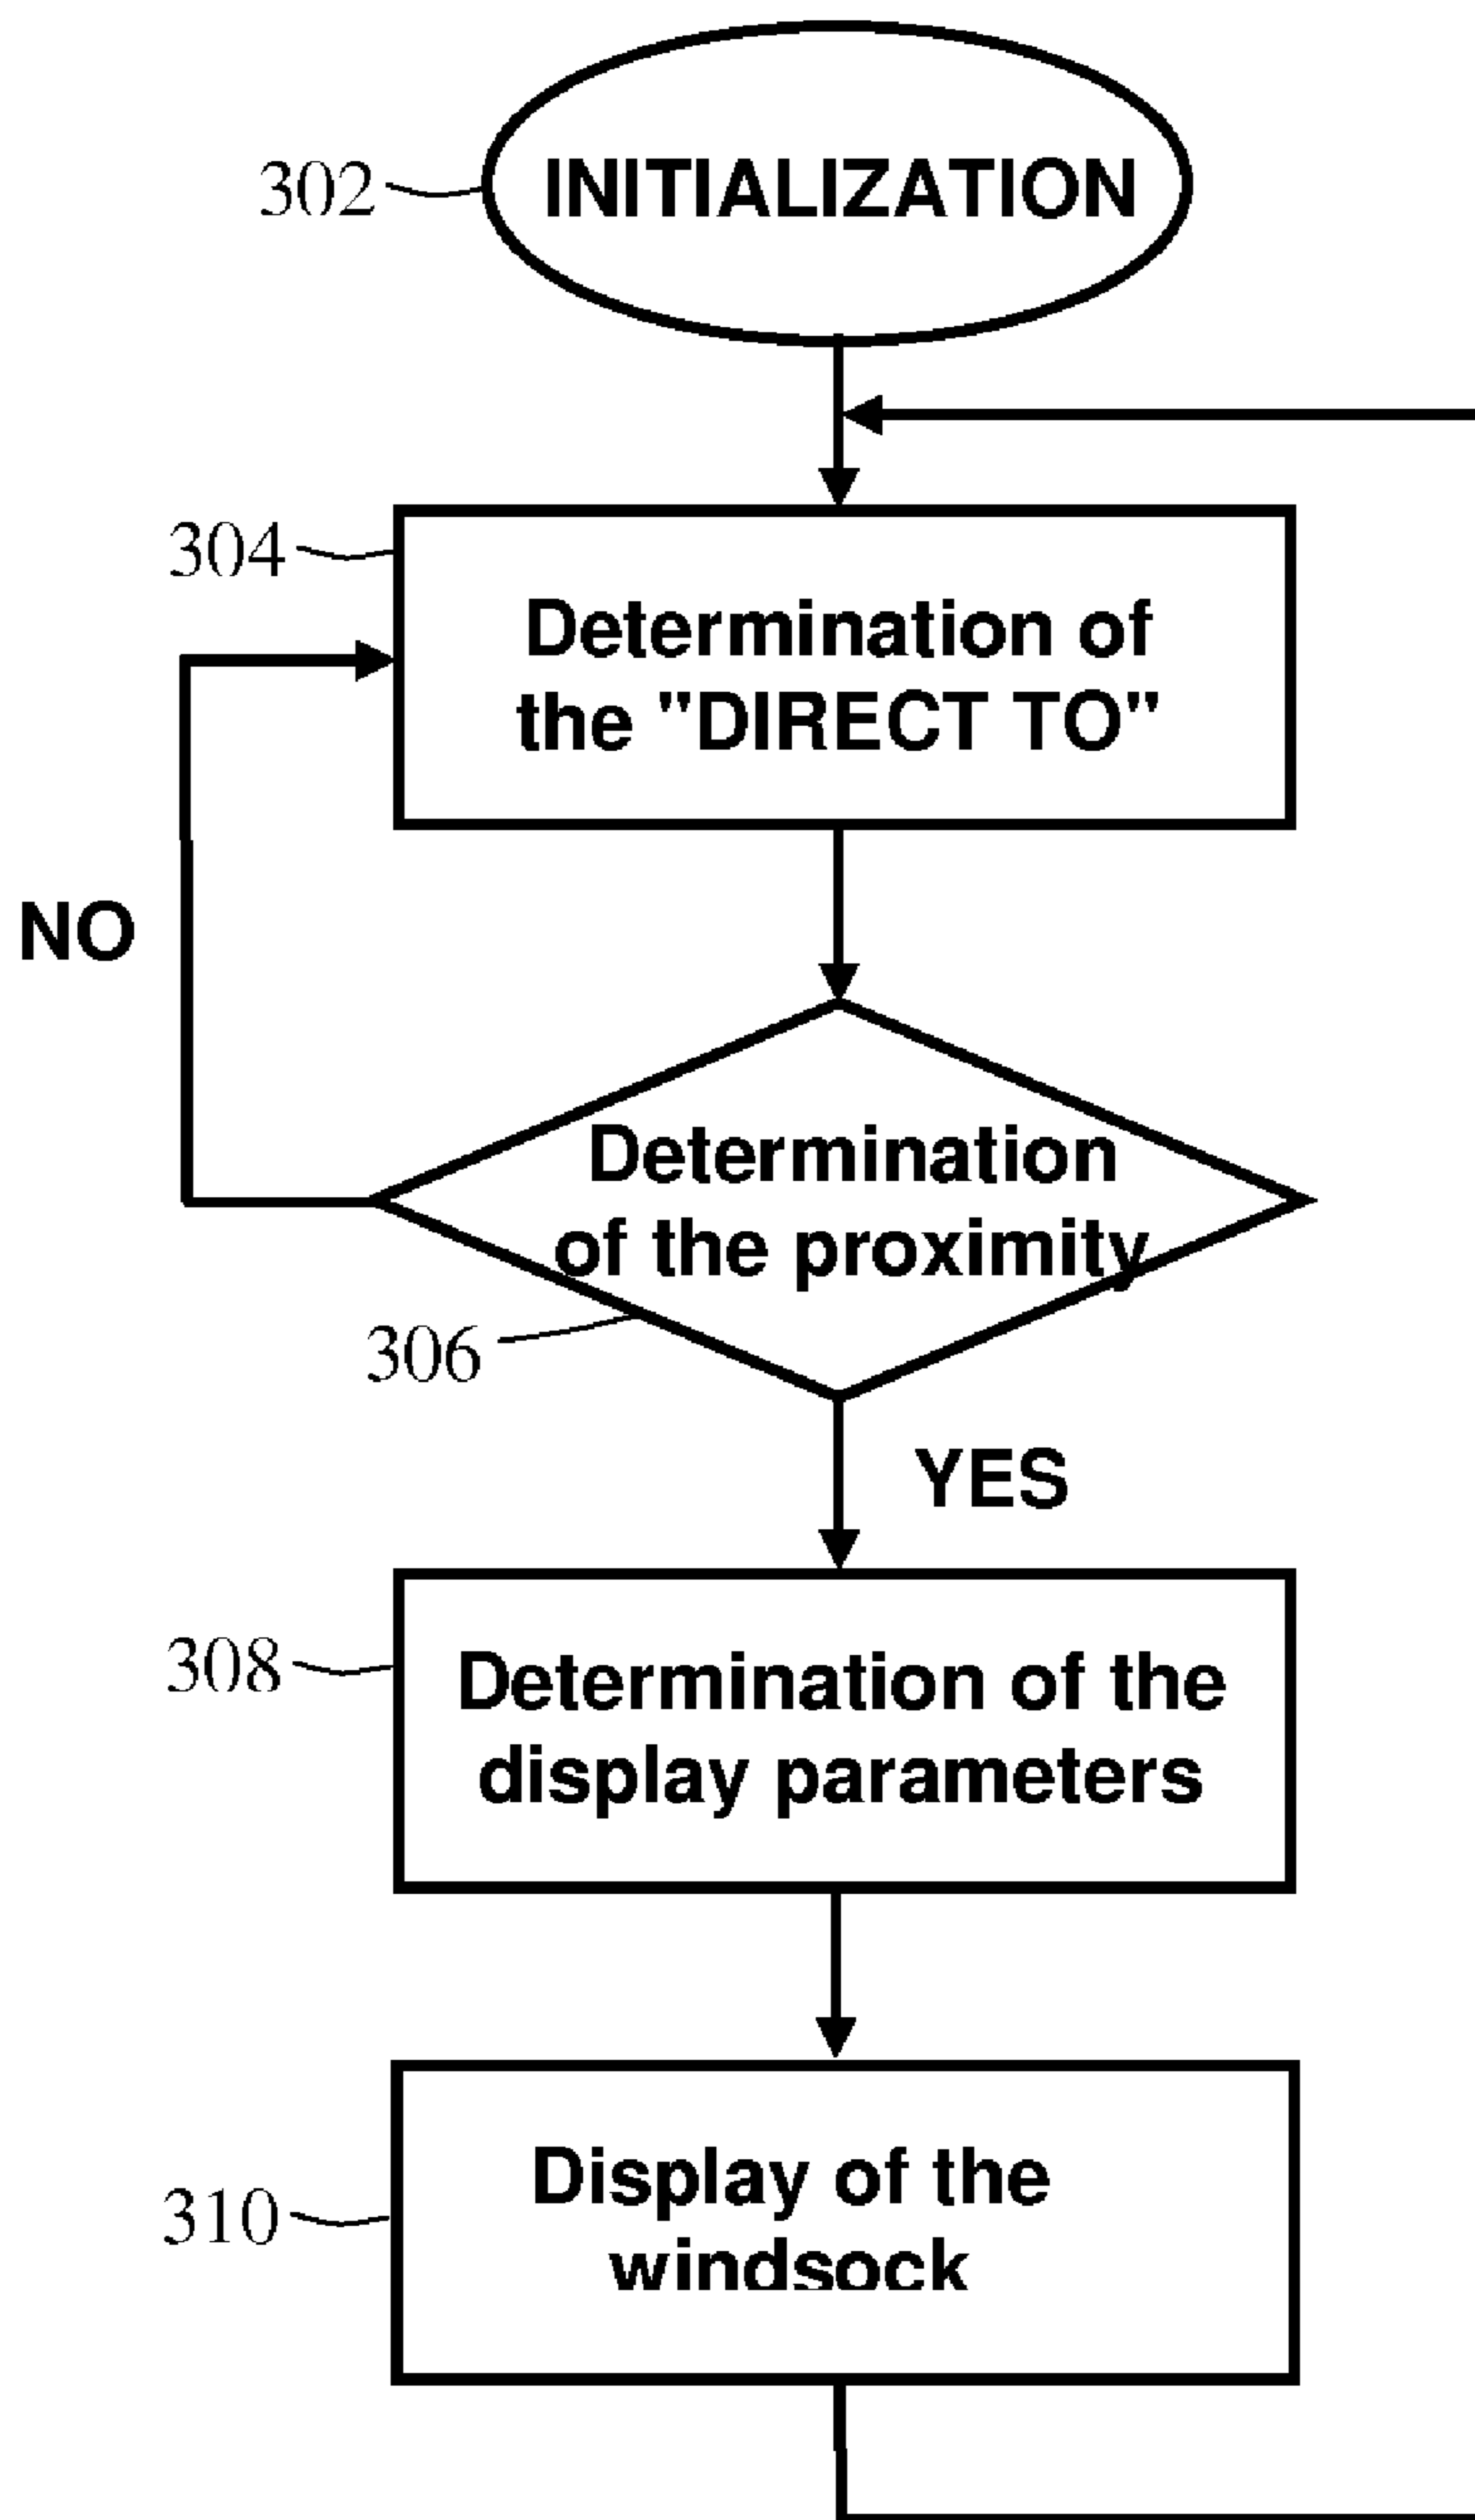 302
INITIALIZATION
304
Determination of
the "DIRECT TO"
NO
Determination
of the proximity
306
YES
308
Determination of the
display parameters
310
Display of the
windsock